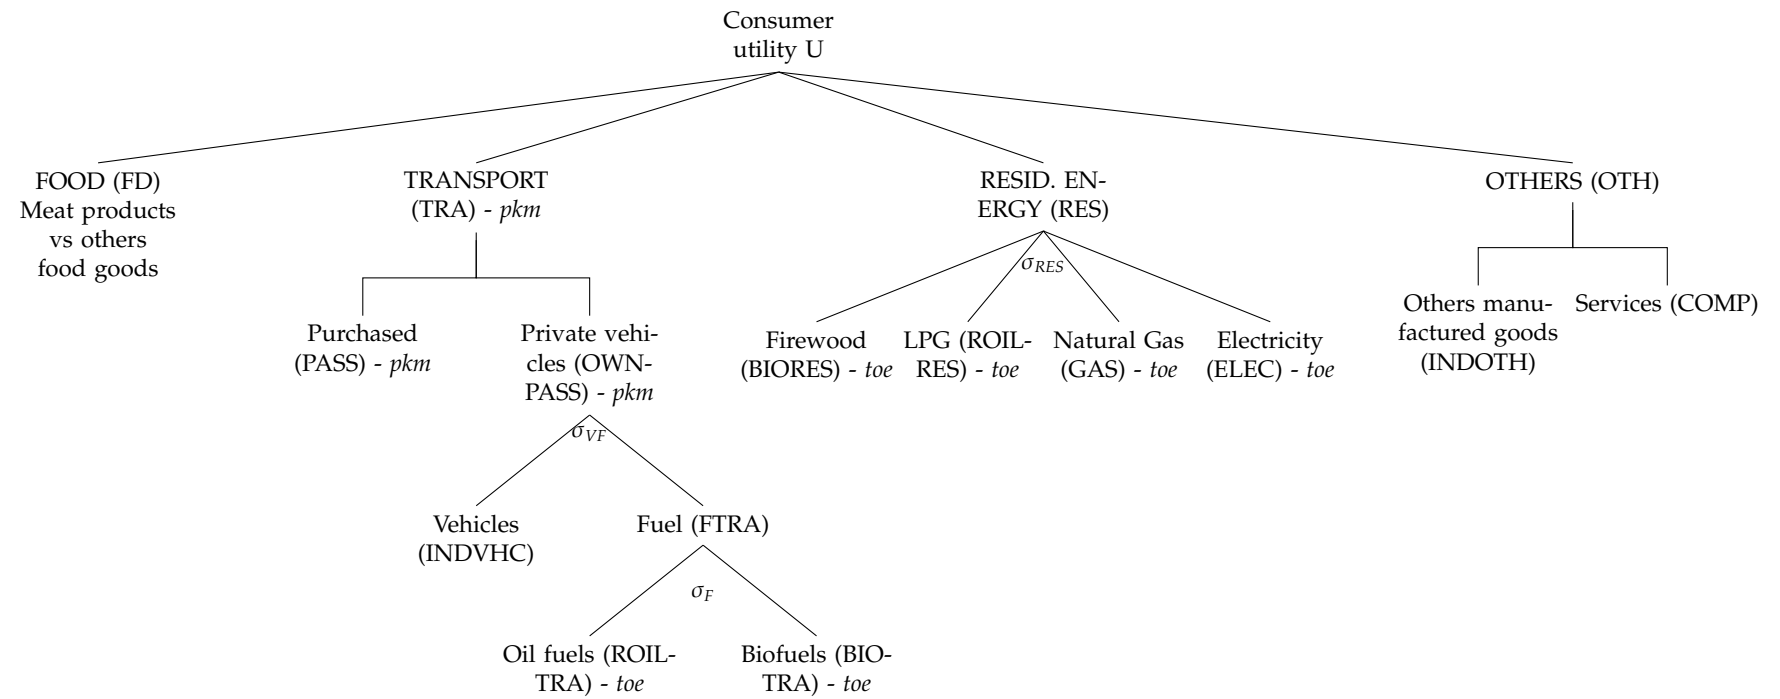 Consumer
utility U
FOOD (FD)
Meat products
vs others
food goods
TRANSPORT
(TRA) - pkm
RESID. EN-
ERGY (RES)
OTHERS (OTH)
σRES
Purchased
(PASS) - pkm
Private vehi-
cles (OWN-
PASS) - pkm
Firewood
(BIORES) - toe
LPG (ROIL-
RES) - toe
Natural Gas
(GAS) - toe
Electricity
(ELEC) - toe
Others manu-
factured goods
(INDOTH)
Services (COMP)
σVF
Vehicles
(INDVHC)
Fuel (FTRA)
σF
Oil fuels (ROIL-
TRA) - toe
Biofuels (BIO-
TRA) - toe